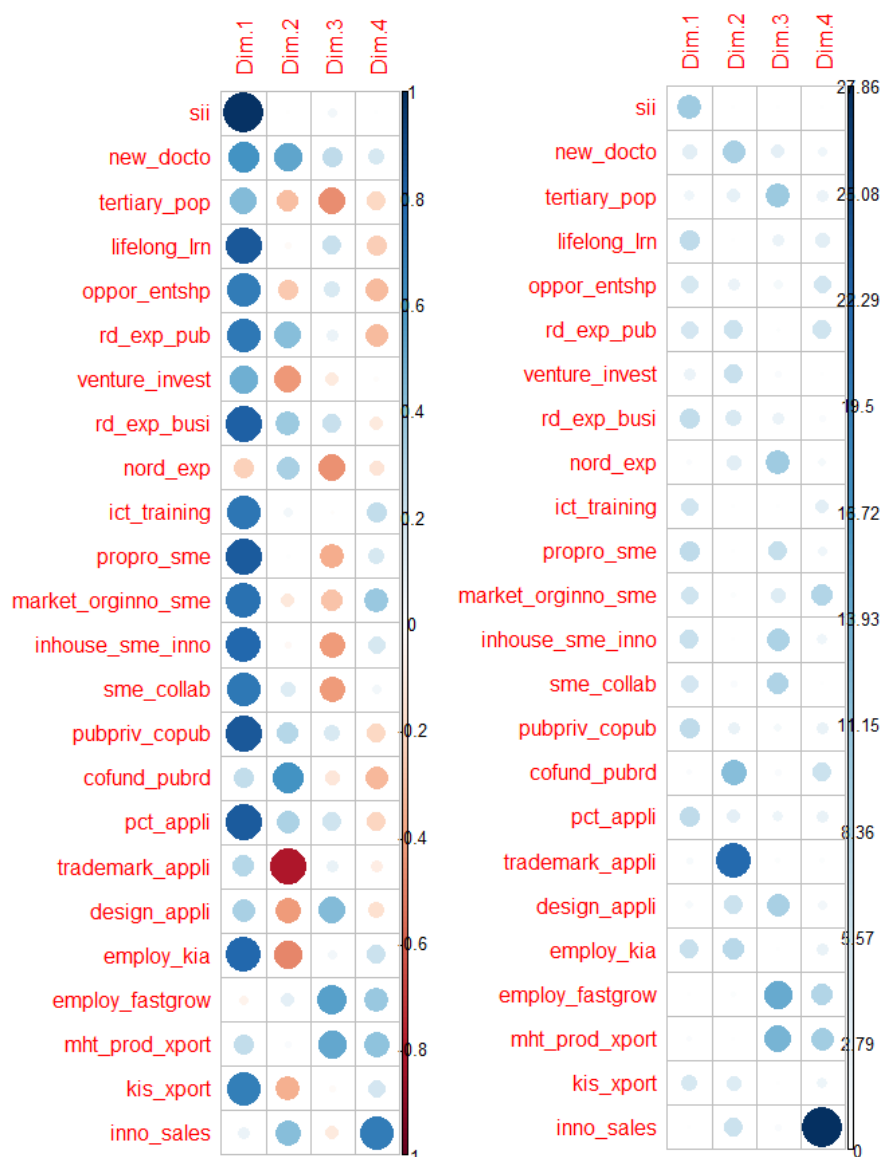 Dim.1 Dim.2 Dim.3 Dim.4
sii
new_docto
tertiary_pop
lifelong_lrn
oppor_entshp
rd_exp_pub
venture_invest
rd_exp_busi
nord_exp
ict_training
propro_sme
market_orginno_sme
inhouse_sme_inno
sme_collab
pubpriv_copub
cofund_pubrd
pct_appli
trademark_appli
design_appli
employ_kia
employ_fastgrow
mht_prod_xport
kis_xport
inno_sales
1
0.8
0.6
0.4
0.2
0
-0.2
-0.4
-0.6
-0.8
-1
Dim.1 Dim.2 Dim.3 Dim.4
sii
new_docto
tertiary_pop
lifelong_lrn
oppor_entshp
rd_exp_pub
venture_invest
rd_exp_busi
nord_exp
ict_training
propro_sme
market_orginno_sme
inhouse_sme_inno
sme_collab
pubpriv_copub
cofund_pubrd
pct_appli
trademark_appli
design_appli
employ_kia
employ_fastgrow
mht_prod_xport
kis_xport
inno_sales
27.86
25.08
22.29
19.5
16.72
13.93
11.15
8.36
5.57
2.79
0